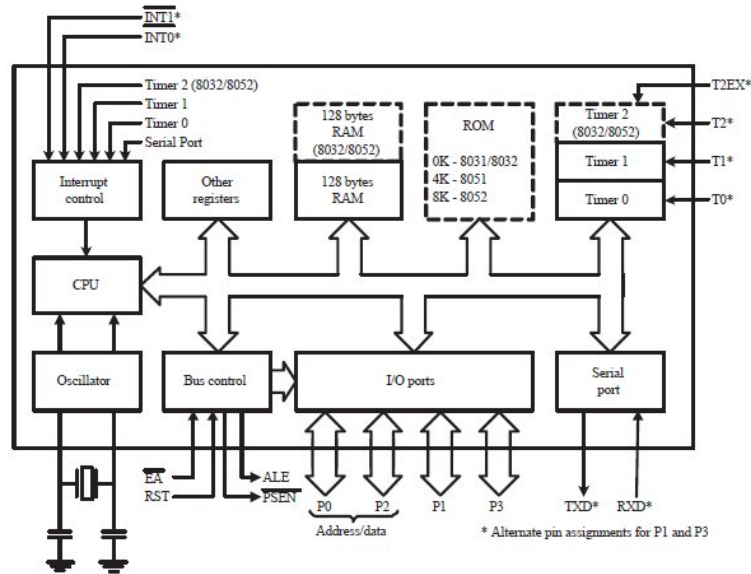 INT1*
INT0*
Timer 2 (8032/8052)
Timer 1
Timer 0
Serial Port
Interrupt
control
Other
registers
128 bytes
RAM
(8032/8052)
128 bytes
RAM
ROM
0K - 8031/8032
4K - 8051
8K - 8052
Timer 2
(8032/8052)
Timer 1
Timer 0
T2EX*
T2*
T1*
T0*
CPU
Oscillator
Bus control
I/O ports
Serial
port
EA
RST
ALE
PSEN
P0
P2
P1
P3
Address/data
TXD*
RXD*
* Alternate pin assignments for P1 and P3